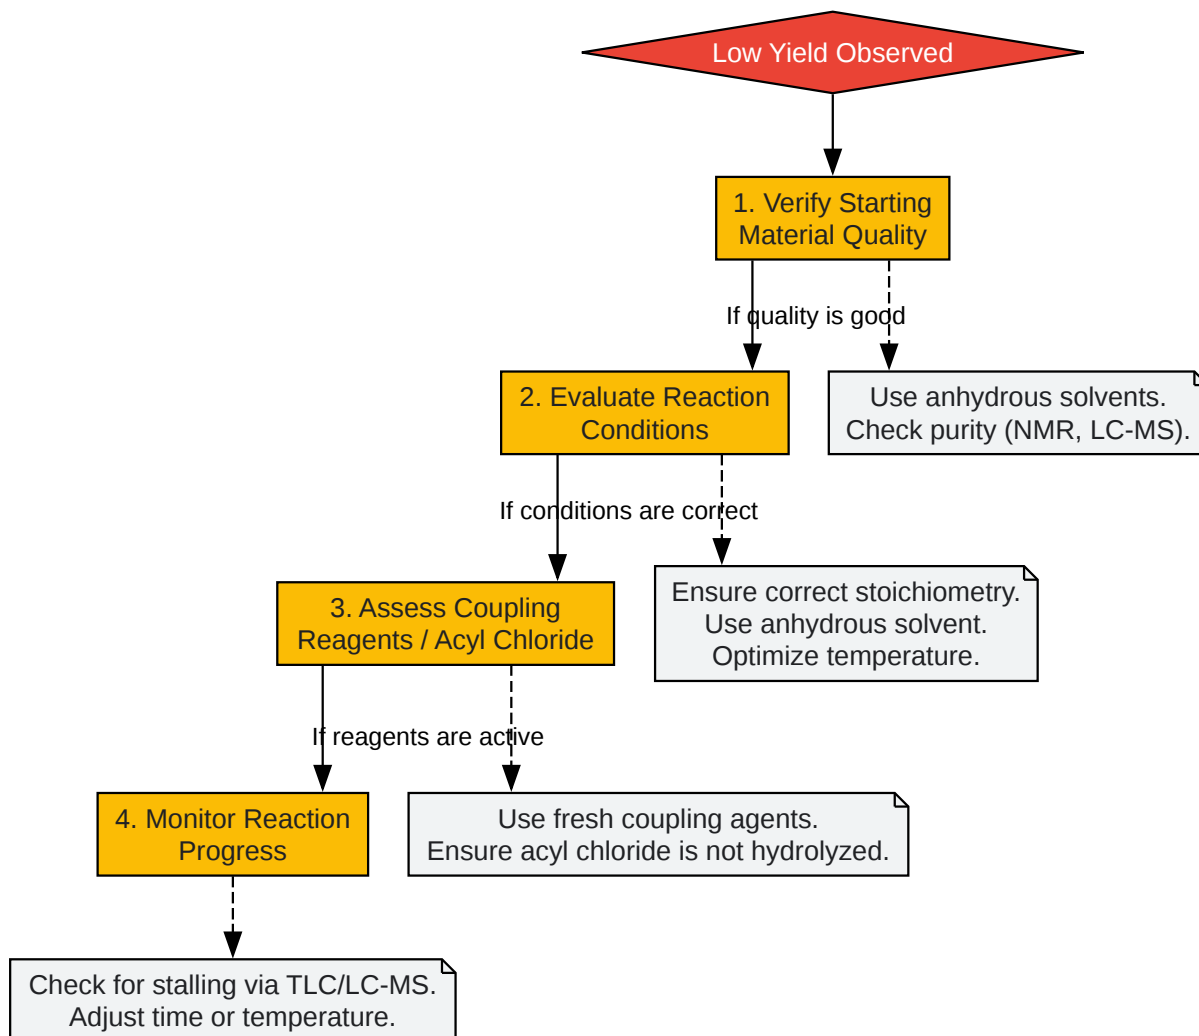 Low Yield Observed
1. Verify Starting
Material Quality
If quality is good
2. Evaluate Reaction
Conditions
Use anhydrous solvents.
Check purity (NMR, LC-MS).
If conditions are correct
3. Assess Coupling
Reagents / Acyl Chloride
Ensure correct stoichiometry.
Use anhydrous solvent.
Optimize temperature.
If reagents are active
4. Monitor Reaction
Progress
Use fresh coupling agents.
Ensure acyl chloride is not hydrolyzed.
Check for stalling via TLC/LC-MS.
Adjust time or temperature.